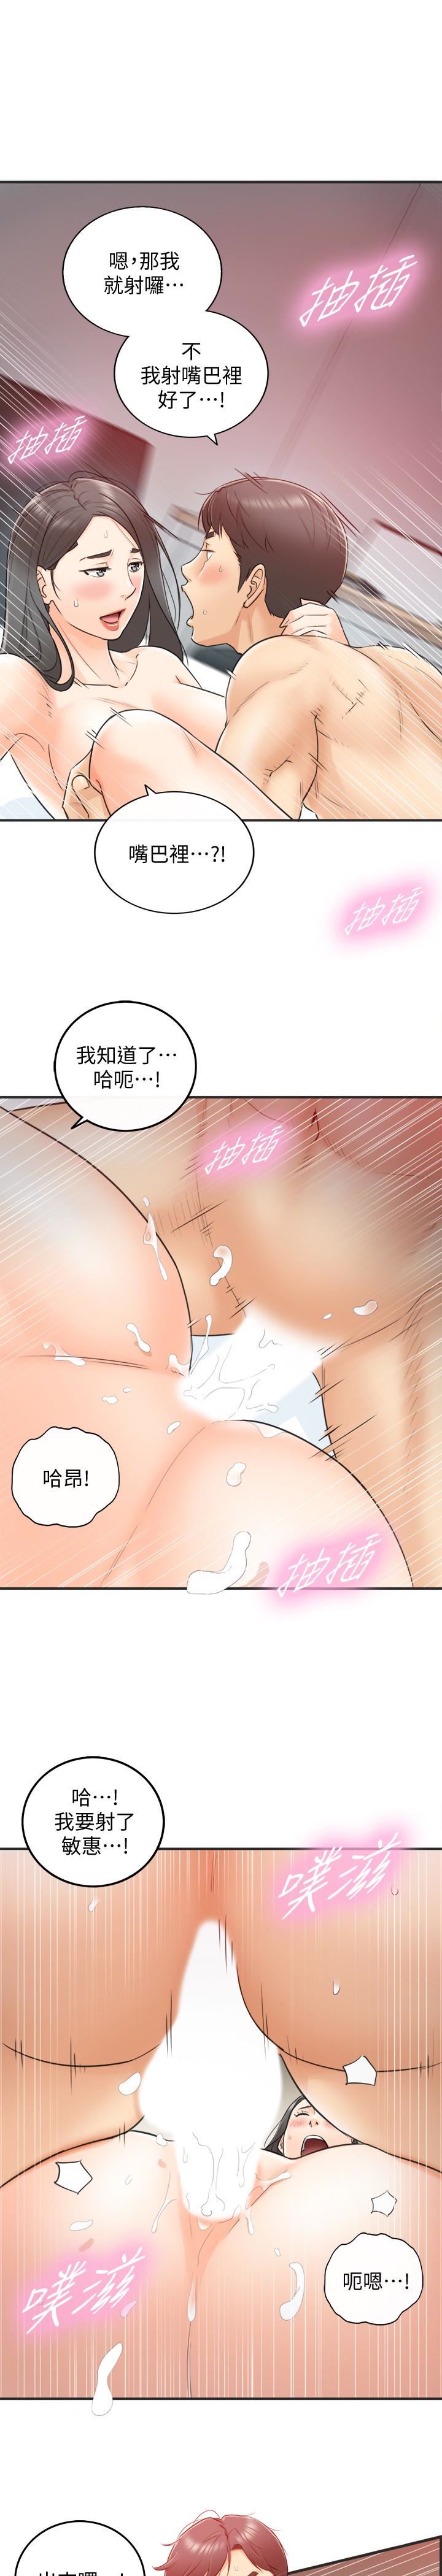 嗯，那我
就射囉⋯
不
我射嘴巴裡
好了⋯!
抽插
抽插
嘴巴裡⋯?!
抽插
我知道了⋯
哈呃⋯!
抽插
哈昂!
抽插
哈⋯!
我要射了
敏惠⋯!
噗滋
呃嗯⋯!
噗滋